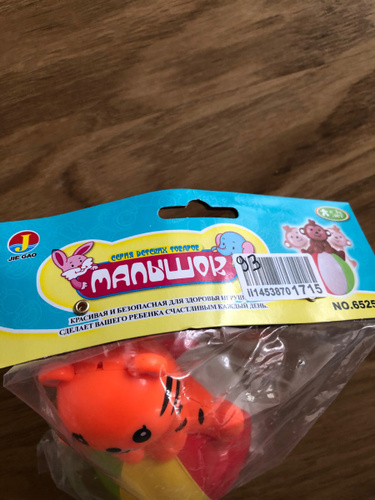 J
JIE GAO
СЕРИЯ ДЕТСКИХ ТОВАРОВ
МАЛЫШОК
93
114538701715
КРАСИВАЯ И БЕЗОПАСНАЯ ДЛЯ ЗДОРОВЬЯ ИГРУШ
СДЕЛАЕТ ВАШЕГО РЕБЕНКА СЧАСТЛИВЫМ КАЖДЫЙ ДЕНЬ.
NO.6525